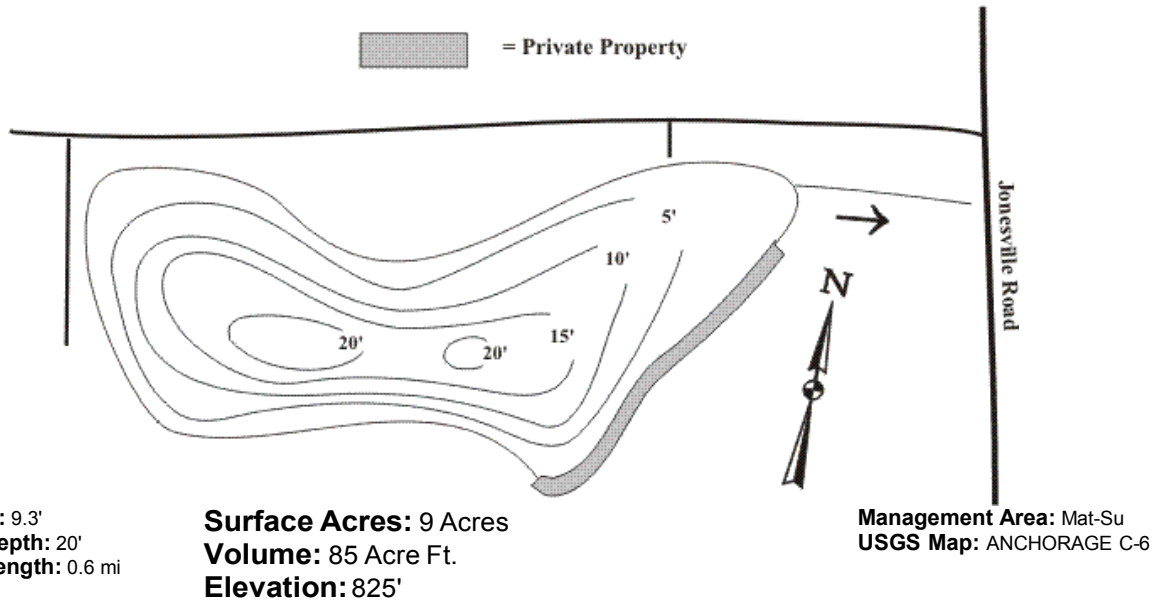 = Private Property
5'
10'
15'
20'
20'
Jonesville Road
N
: 9.3'
epth: 20'
ength: 0.6 mi
Surface Acres: 9 Acres
Volume: 85 Acre Ft.
Elevation: 825'
Management Area: Mat-Su
USGS Map: ANCHORAGE C-6